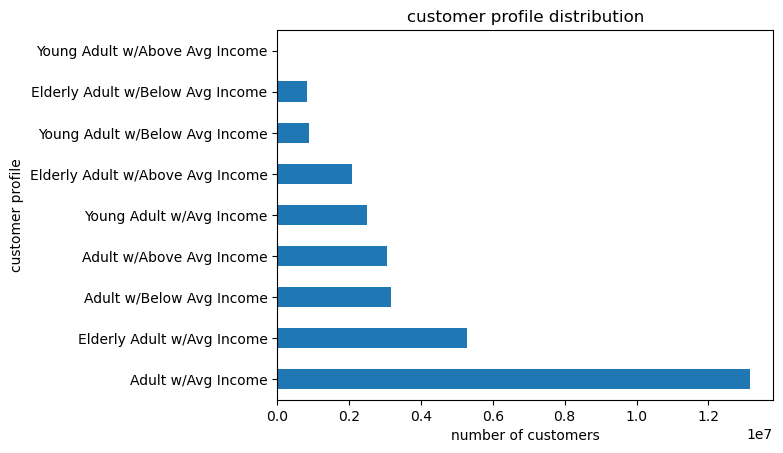 customer profile distribution
Young Adult w/Above Avg Income
Elderly Adult w/Below Avg Income
Young Adult w/Below Avg Income
Elderly Adult w/Above Avg Income
Young Adult w/Avg Income
Adult w/Above Avg Income
Adult w/Below Avg Income
Elderly Adult w/Avg Income
Adult w/Avg Income
customer profile
0.0 0.2 0.4 0.6 0.8 1.0 1.2
1e7
number of customers